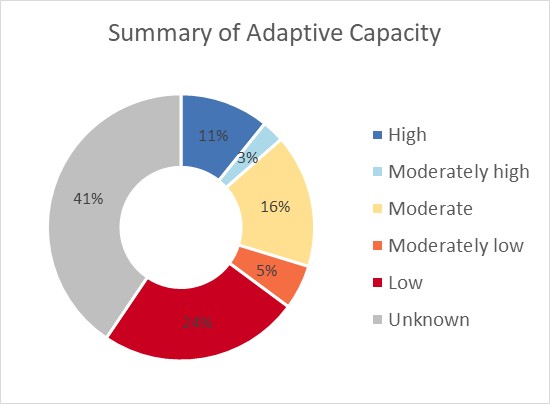 Summary of Adaptive Capacity
11%
3%
16%
5%
24%
41%
High
Moderately high
Moderate
Moderately low
Low
Unknown